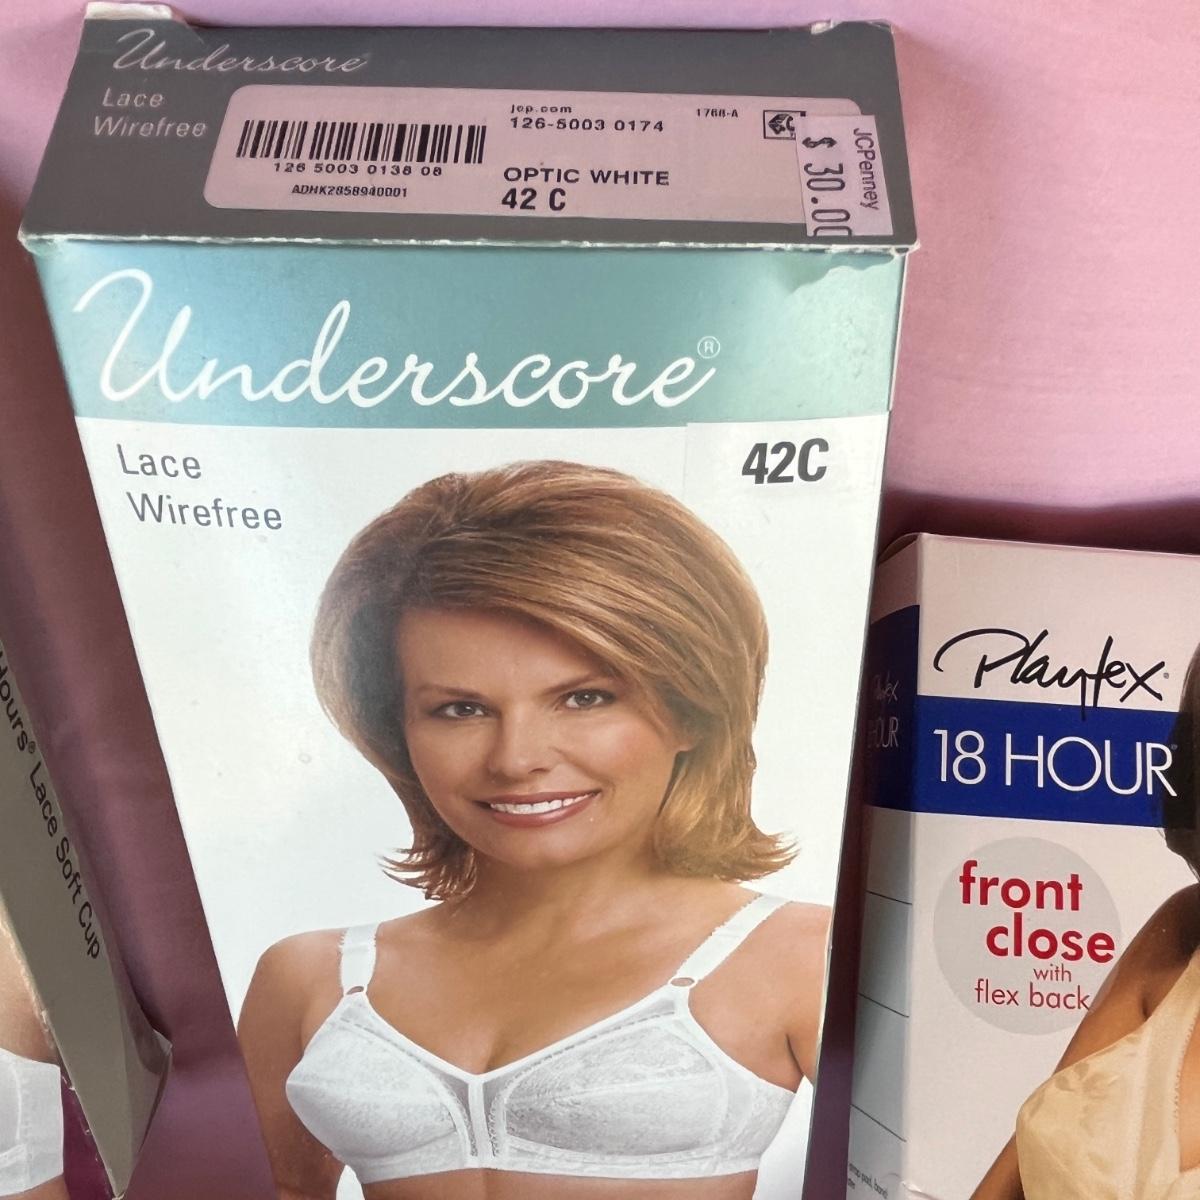 Underscore
Lace
Wirefree
jcp.com
1768-A
126-5003 0174
126 5003 0138 08
ADHK2858940001
OPTIC WHITE
42 C
JCPenney
$ 30.00
Underscore®
Lace
Wirefree
42C
Hours® Lace Soft Cup
Playtex
18 HOUR
front
close
with
flex back